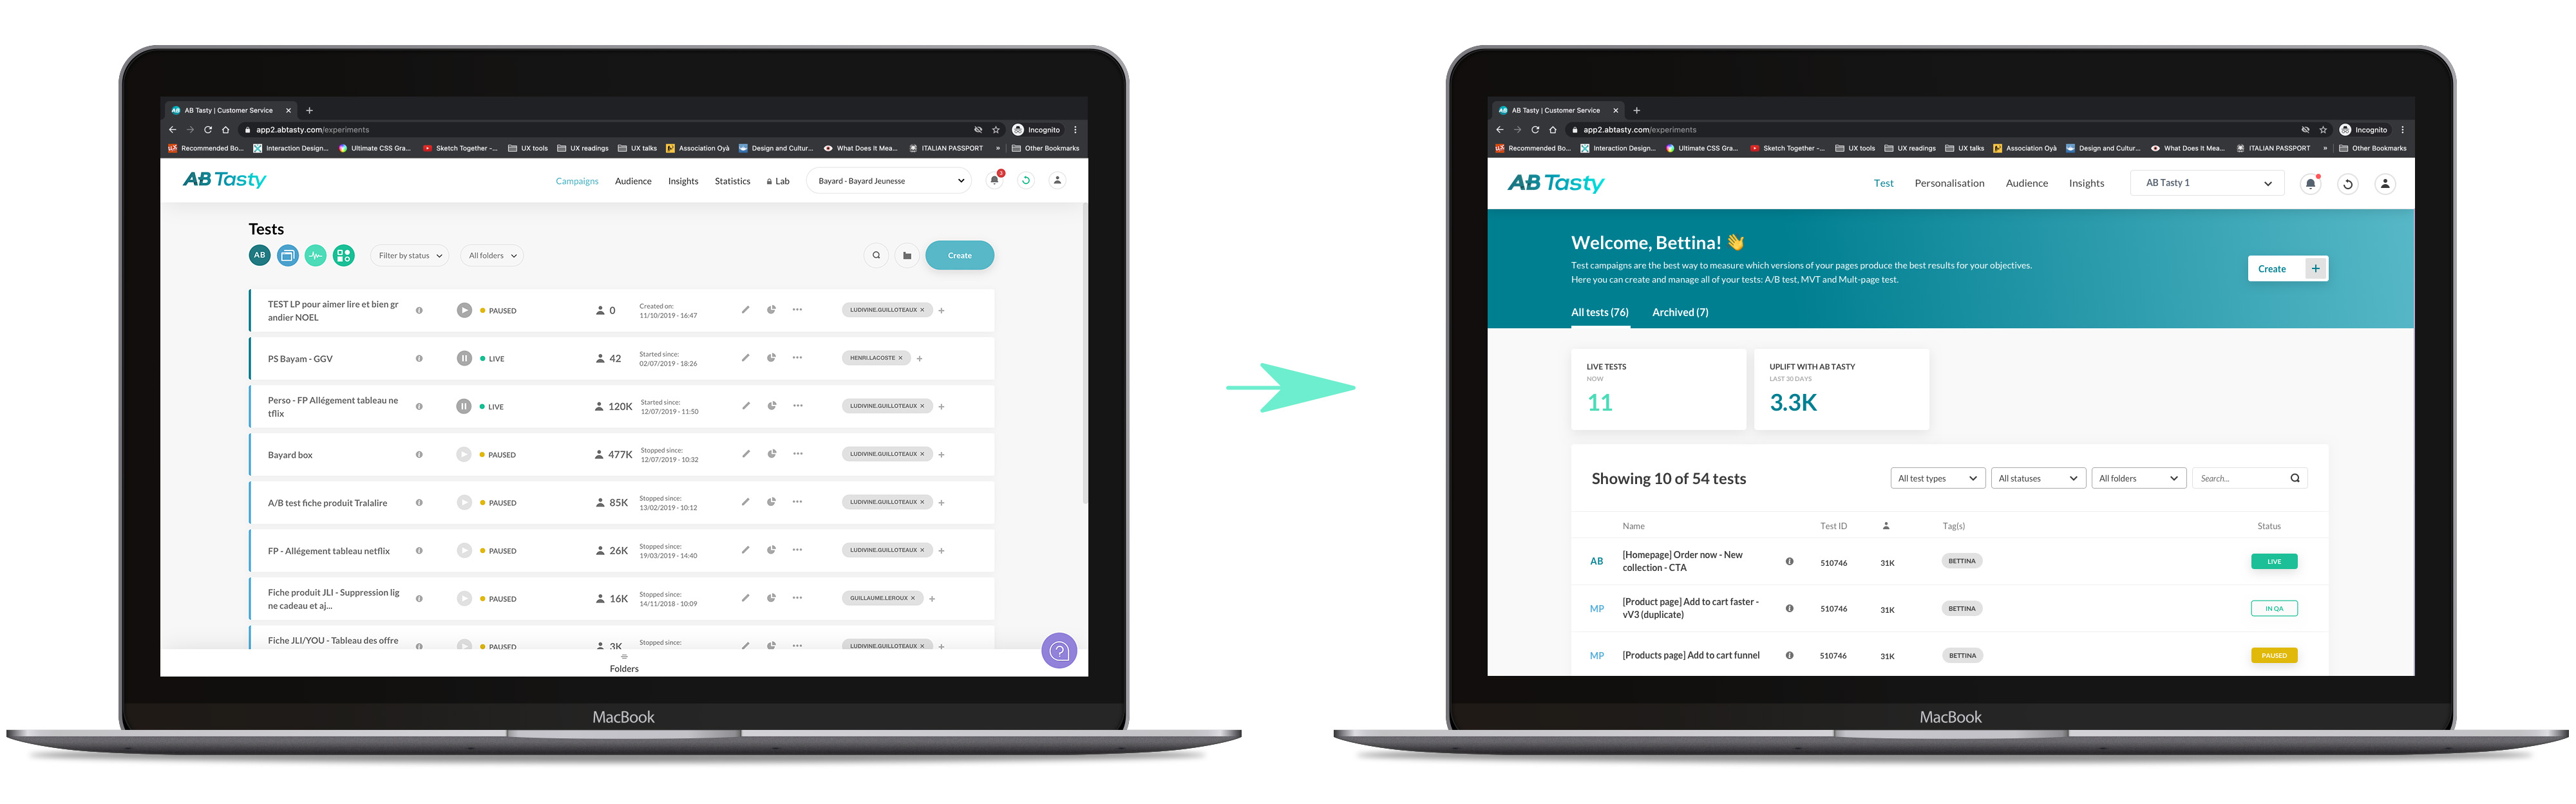 AB Tasty | Customer Service
app2.abtasty.com/experiments
Incognito
Recommended Bo... Interaction Design... Ultimate CSS Gra... Sketch Together -... UX tools UX readings UX talks Association Oyà Design and Cultur... What Does It Mea... ITALIAN PASSPORT » Other Bookmarks
AB Tasty
Campaigns Audience Insights Statistics Lab
Bayard - Bayard Jeunesse
3
Tests
AB
Filter by status
All folders
Create
TEST LP pour aimer lire et bien gr
andier NOEL
PAUSED
0
Created on:
11/10/2019 - 16:47
LUDIVINE.GUILLOTEAUX × +
PS Bayam - GGV
LIVE
42
Started since:
02/07/2019 - 18:26
HENRI.LACOSTE × +
Perso - FP Allégement tableau ne
tflix
LIVE
120K
Started since:
12/07/2019 - 11:50
LUDIVINE.GUILLOTEAUX × +
Bayard box
PAUSED
477K
Stopped since:
12/07/2019 - 10:32
LUDIVINE.GUILLOTEAUX × +
A/B test fiche produit Tralalire
PAUSED
85K
Stopped since:
13/02/2019 - 10:12
LUDIVINE.GUILLOTEAUX × +
FP - Allégement tableau netflix
PAUSED
26K
Stopped since:
19/03/2019 - 14:40
LUDIVINE.GUILLOTEAUX × +
Fiche produit JLI - Suppression lig
ne cadeau et aj...
PAUSED
16K
Stopped since:
14/11/2018 - 10:09
GUILLAUME.LEROUX × +
Fiche JLI/YOU - Tableau des offre
PAUSED
3K
Stopped since:
LUDIVINE.GUILLOTEAUX × +
Folders
MacBook
AB Tasty | Customer Service
app2.abtasty.com/experiments
Incognito
Recommended Bo... Interaction Design... Ultimate CSS Gra... Sketch Together -... UX tools UX readings UX talks Association Oyà Design and Cultur... What Does It Mea... ITALIAN PASSPORT » Other Bookmarks
AB Tasty
Test Personalisation Audience Insights
AB Tasty 1
Welcome, Bettina! 👋
Test campaigns are the best way to measure which versions of your pages produce the best results for your objectives.
Here you can create and manage all of your tests: A/B test, MVT and Mult-page test.
Create +
All tests (76) Archived (7)
LIVE TESTS
NOW
11
UPLIFT WITH AB TASTY
LAST 30 DAYS
3.3K
Showing 10 of 54 tests
All test types
All statuses
All folders
Search...
Name Test ID Tag(s) Status
AB
[Homepage] Order now - New
collection - CTA
510746
31K
BETTINA
LIVE
MP
[Product page] Add to cart faster -
vV3 (duplicate)
510746
31K
BETTINA
IN QA
MP
[Products page] Add to cart funnel
510746
31K
BETTINA
PAUSED
MacBook